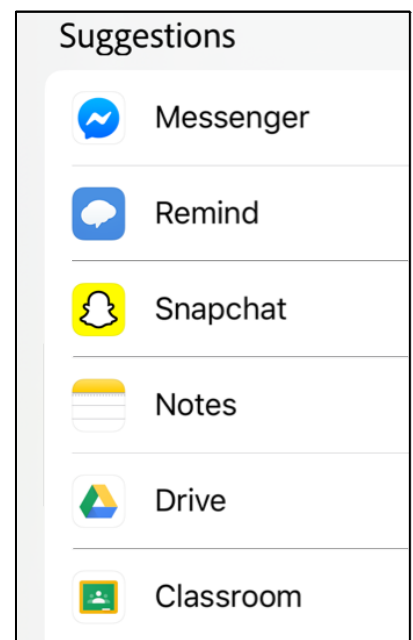 Suggestions
Messenger
Remind
Snapchat
Notes
Drive
Classroom